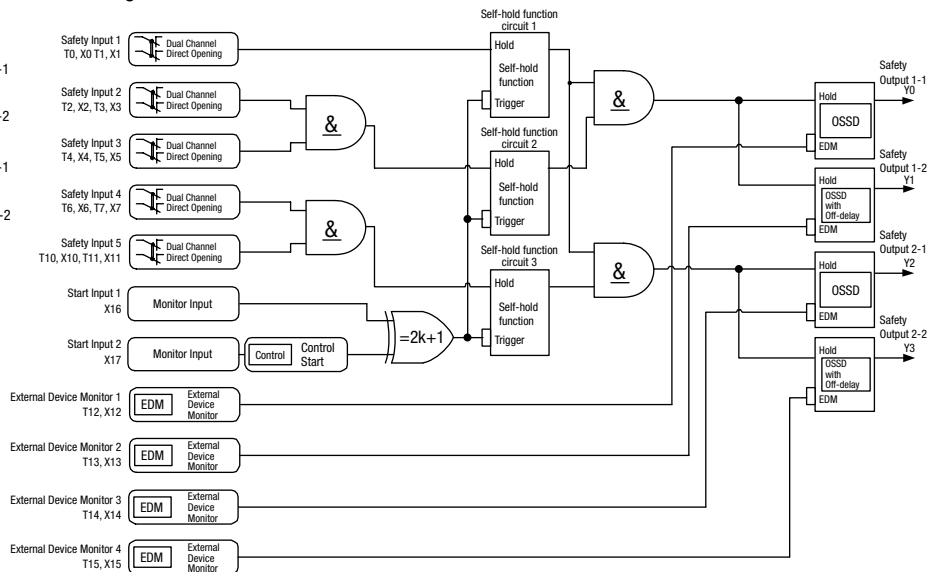 Self-hold function
circuit 1
Safety Input 1
T0, X0 T1, X1
Dual Channel
Direct Opening
Hold
Self-hold
function
Trigger
-1
Safety Input 2
T2, X2, T3, X3
Dual Channel
Direct Opening
&
&
-2
Safety Input 3
T4, X4, T5, X5
Dual Channel
Direct Opening
Self-hold function
circuit 2
Hold
Self-hold
function
Trigger
-1
Safety Input 4
T6, X6, T7, X7
Dual Channel
Direct Opening
&
-2
Safety Input 5
T10, X10, T11, X11
Dual Channel
Direct Opening
Self-hold function
circuit 3
Hold
Self-hold
function
Trigger
&
Start Input 1
X16
Monitor Input
=2k+1
Start Input 2
X17
Monitor Input
Control
Control
Start
External Device Monitor 1
T12, X12
EDM
External
Device
Monitor
External Device Monitor 2
T13, X13
EDM
External
Device
Monitor
External Device Monitor 3
T14, X14
EDM
External
Device
Monitor
External Device Monitor 4
T15, X15
EDM
External
Device
Monitor
Safety
Output 1-1
Y0
Hold
OSSD
EDM
Safety
Output 1-2
Y1
Hold
OSSD
with
Off-delay
EDM
Safety
Output 2-1
Y2
Hold
OSSD
EDM
Safety
Output 2-2
Y3
Hold
OSSD
with
Off-delay
EDM